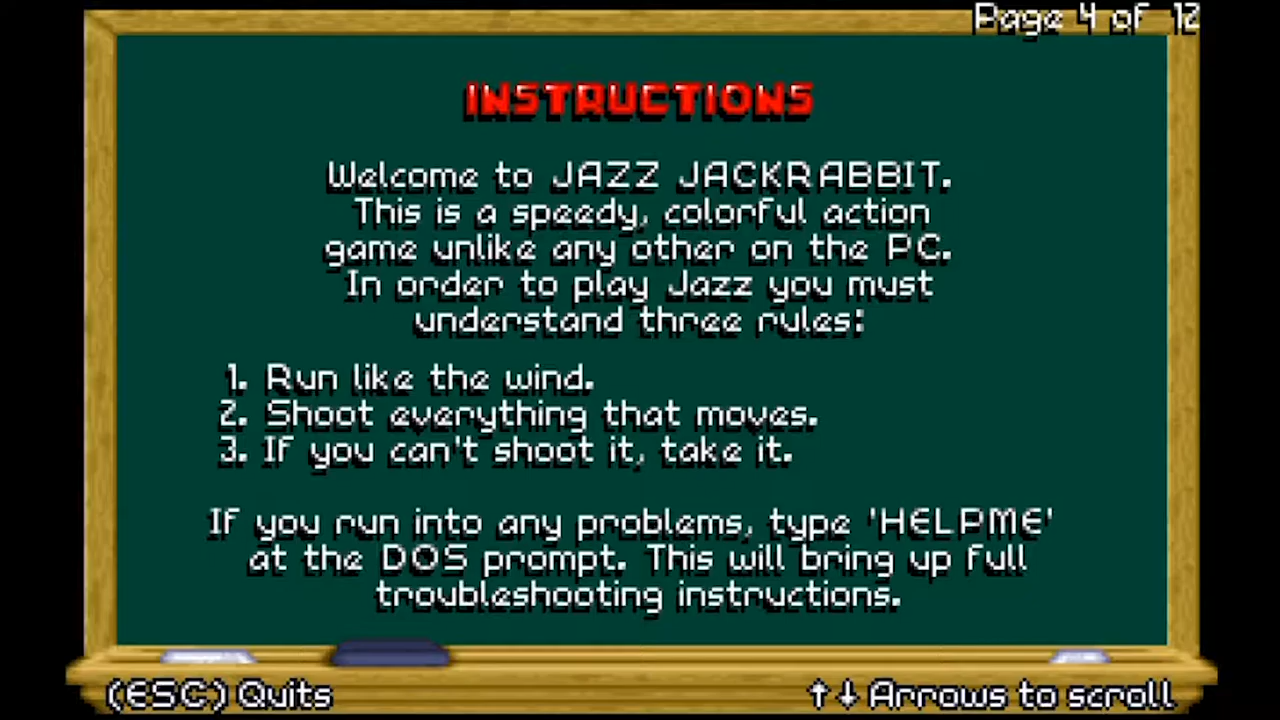 Page 4 of 12
INSTRUCTIONS
Welcome to JAZZ JACKRABBIT.
This is a speedy, colorful action
game unlike any other on the PC.
In order to play Jazz you must
understand three rules:
1. Run like the wind.
2. Shoot everything that moves.
3. If you can't shoot it, take it.
If you run into any problems, type 'HELPME'
at the DOS prompt. This will bring up full
troubleshooting instructions.
(ESC) Quits
↑↓ Arrows to scroll